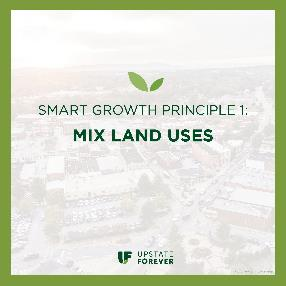 SMART GROWTH PRINCIPLE 1:
MIX LAND USES
UPSTATE
FOREVER